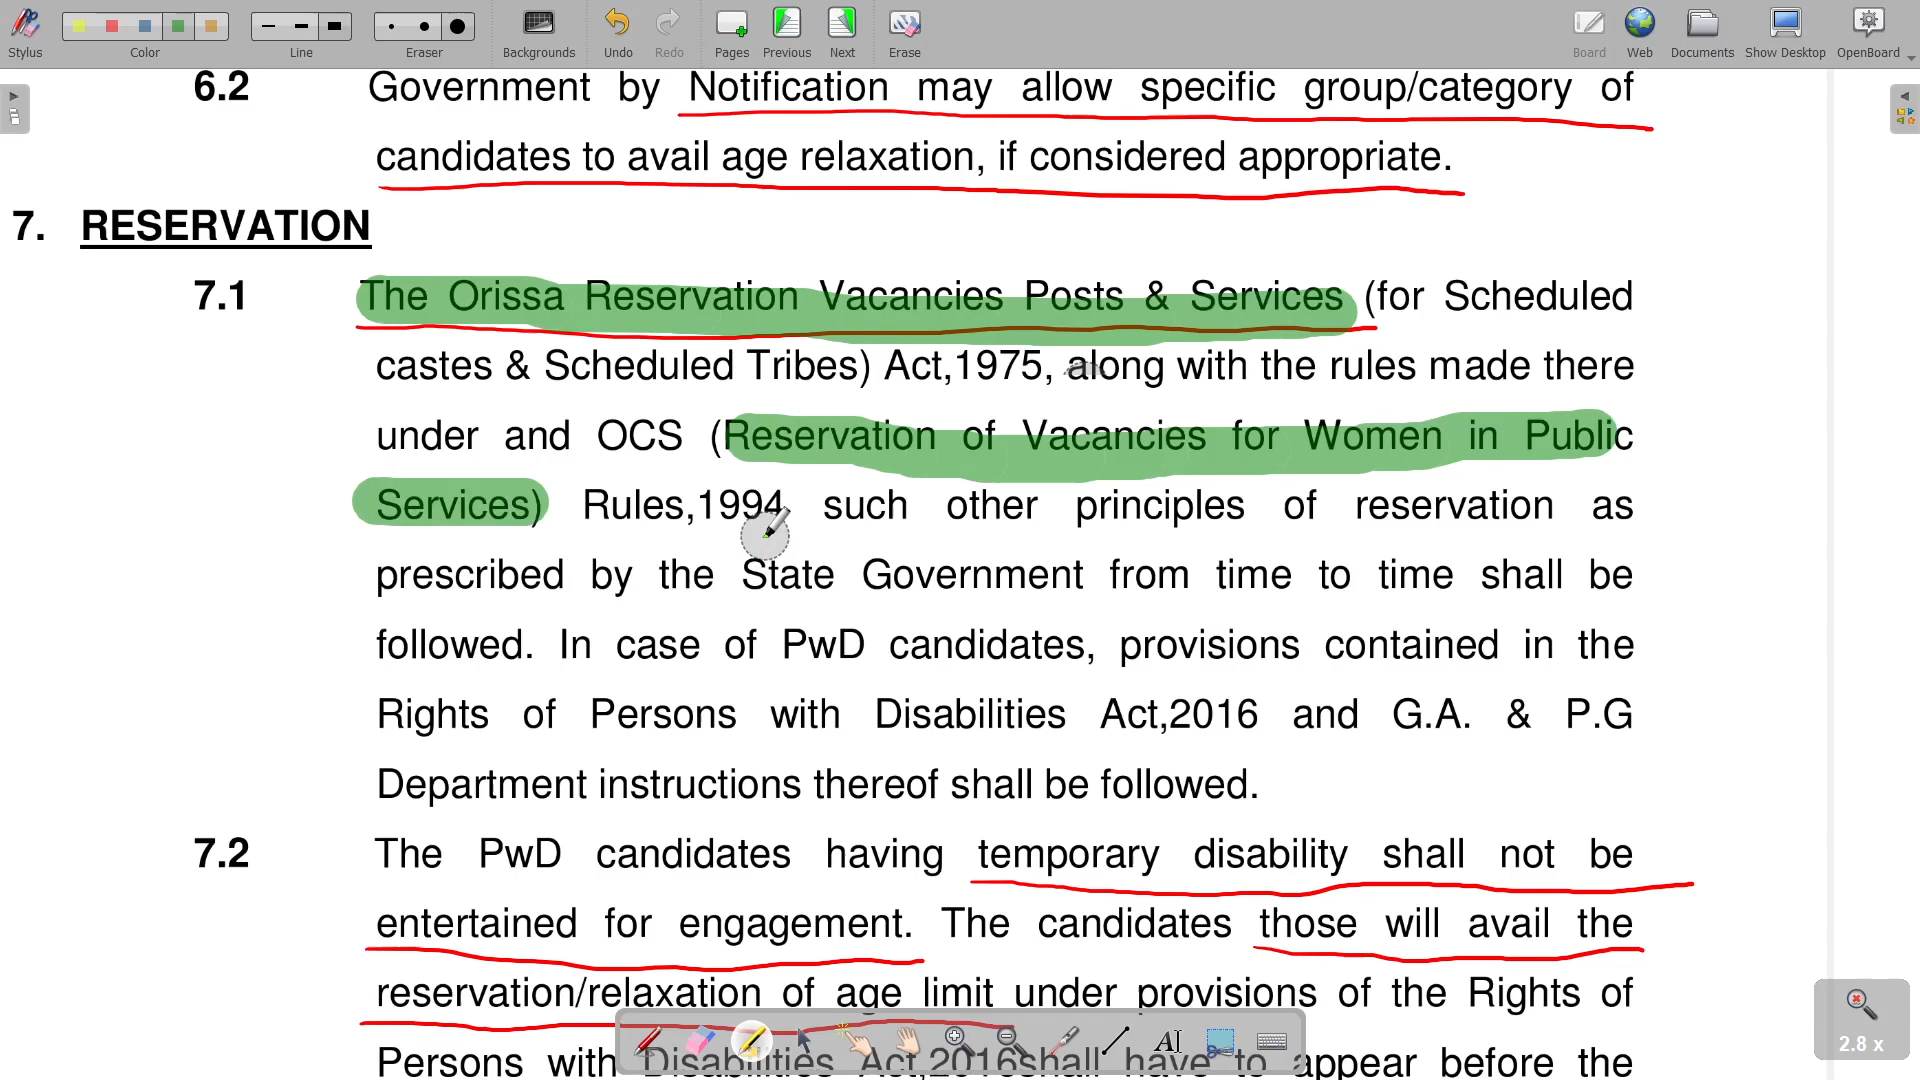 Stylus
Color
Line
Eraser
Backgrounds
Undo
Redo
Pages
Previous
Next
Erase
Board
Web
Documents
Show Desktop
OpenBoard
6.2 Government by Notification may allow specific group/category of
candidates to avail age relaxation, if considered appropriate.
7. RESERVATION
7.1 The Orissa Reservation Vacancies Posts & Services (for Scheduled
castes & Scheduled Tribes) Act,1975, along with the rules made there
under and OCS (Reservation of Vacancies for Women in Public
Services) Rules,1994 such other principles of reservation as
prescribed by the State Government from time to time shall be
followed. In case of PwD candidates, provisions contained in the
Rights of Persons with Disabilities Act,2016 and G.A. & P.G
Department instructions thereof shall be followed.
7.2 The PwD candidates having temporary disability shall not be
entertained for engagement. The candidates those will avail the
reservation/relaxation of age limit under provisions of the Rights of
Persons with Disabilities Act,2016shall have to appear before the
2.8 x